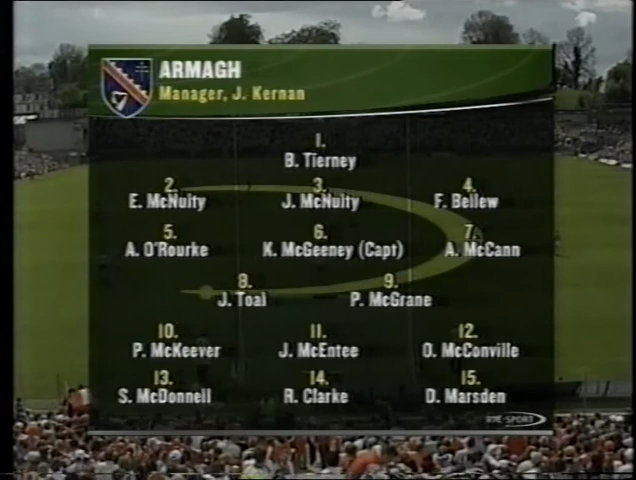 ARMAGH
Manager, J. Kernan
1.
B. Tierney
2. 3. 4.
E. McNulty J. McNulty F. Bellew
5. 6. 7.
A. O'Rourke K. McGeeney (Capt) A. McCann
8. 9.
J. Toal P. McGrane
10. 11. 12.
P. McKeever J. McEntee O. McConville
13. 14. 15.
S. McDonnell R. Clarke D. Marsden
RTÉ SPORT